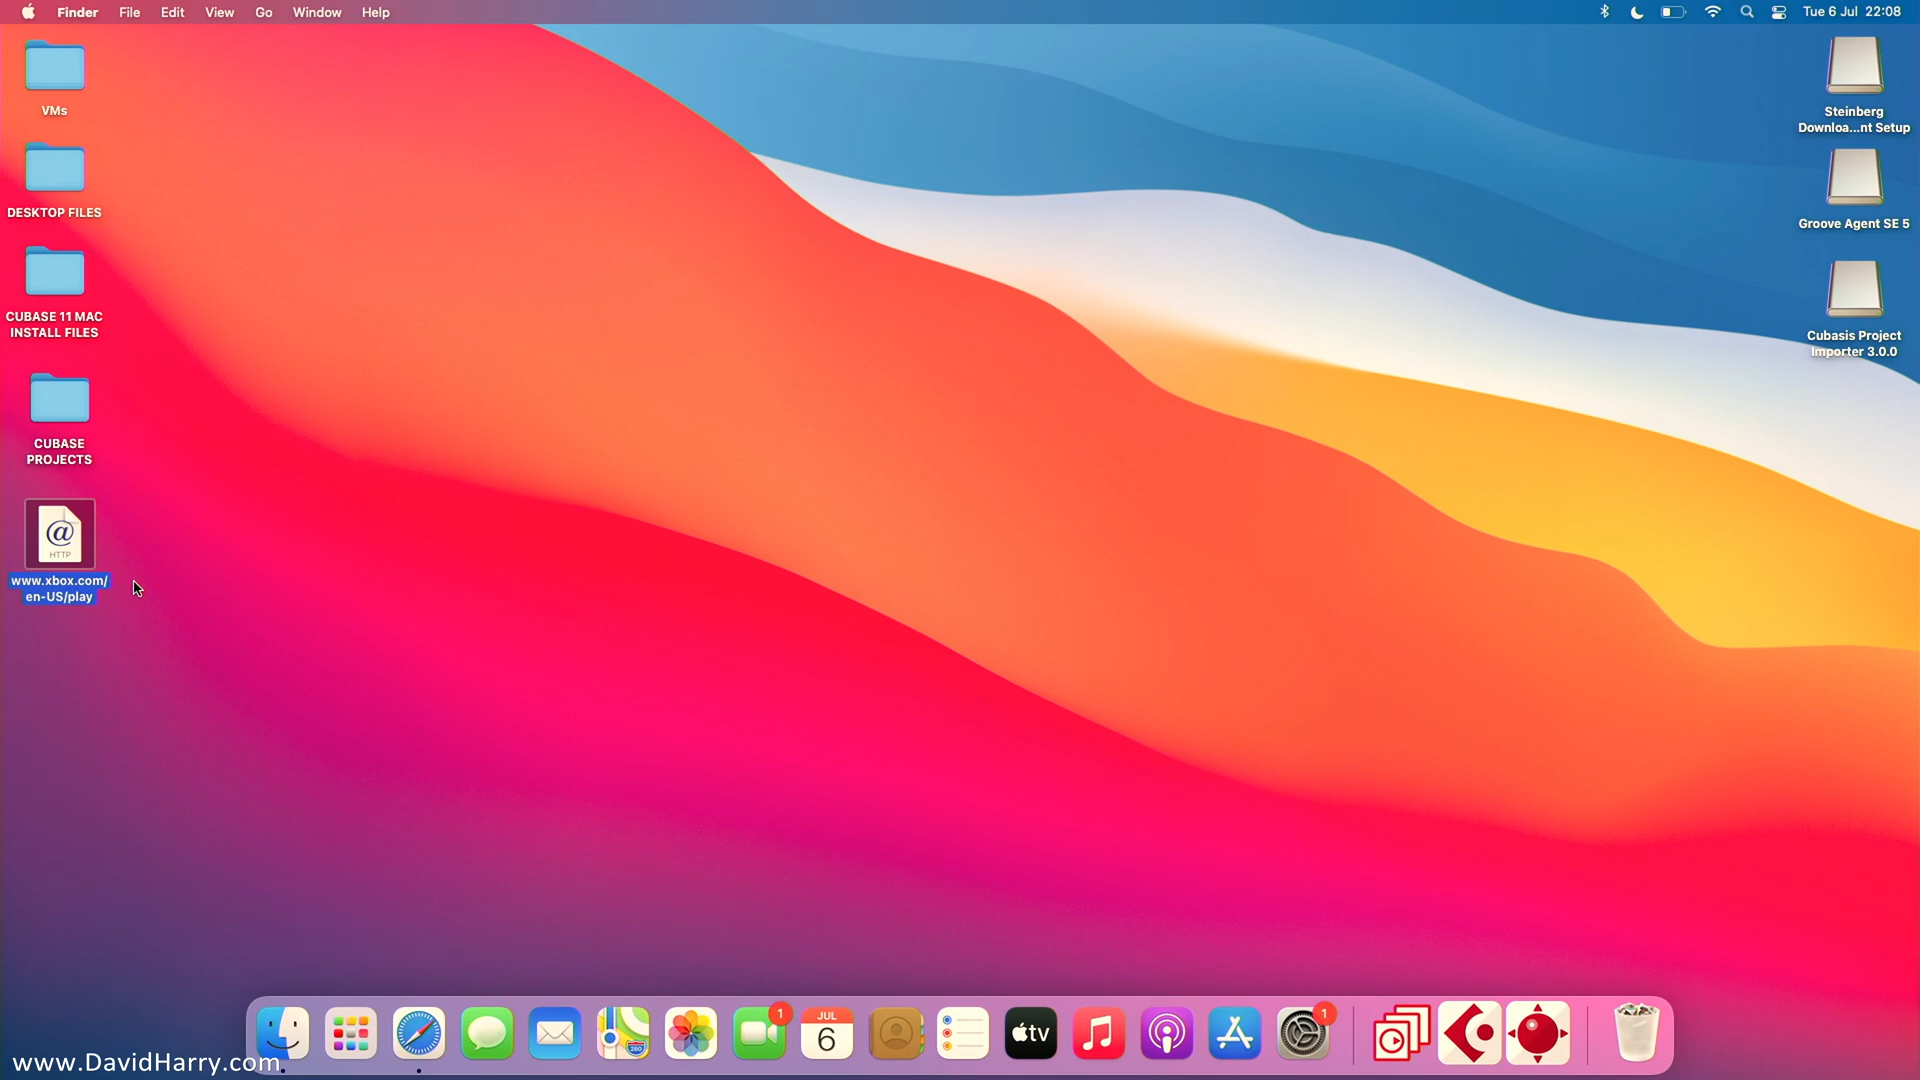 Finder File Edit View Go Window Help
Tue 6 Jul 22:08
VMs
DESKTOP FILES
CUBASE 11 MAC
INSTALL FILES
CUBASE
PROJECTS
@
HTTP
www.xbox.com/
en-US/play
Steinberg
Downloa...nt Setup
Groove Agent SE 5
Cubasis Project
Importer 3.0.0
280
1
JUL
6
tv
1
www.DavidHarry.com